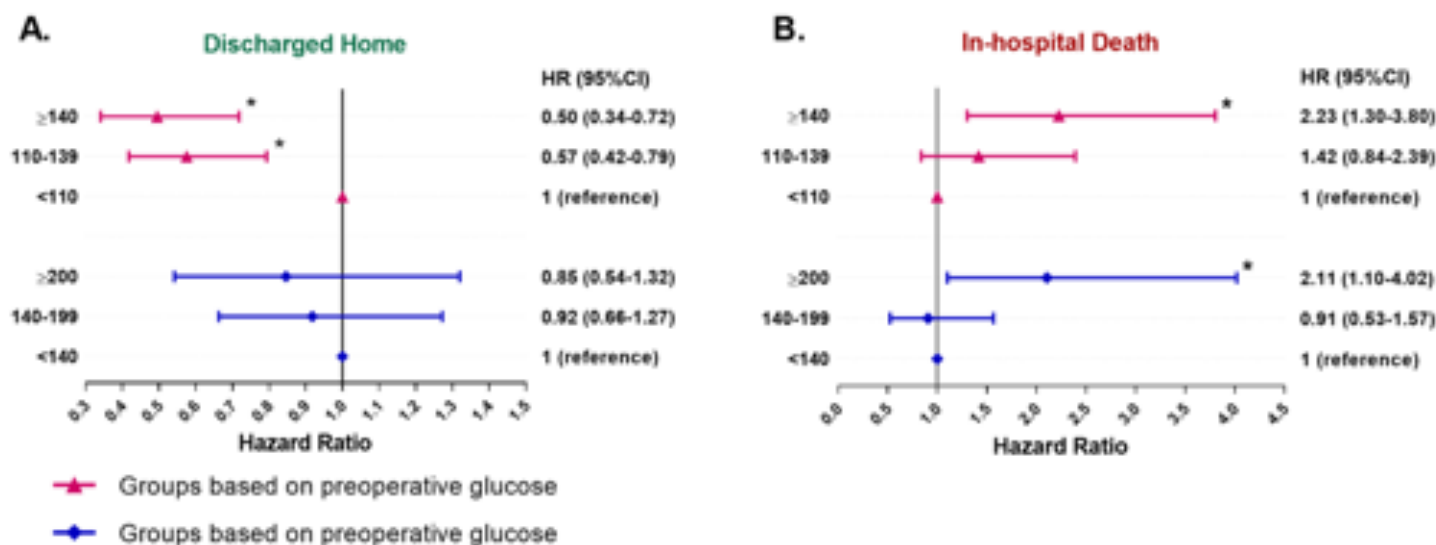 A.
Discharged Home
HR (95%CI)
≥140
*
0.50 (0.34-0.72)
110-139
*
0.57 (0.42-0.79)
<110
1 (reference)
≥200
0.85 (0.54-1.32)
140-199
0.92 (0.66-1.27)
<140
1 (reference)
0.3 0.4 0.5 0.6 0.7 0.8 0.9 1.0 1.1 1.2 1.3 1.4 1.5
Hazard Ratio
B.
In-hospital Death
HR (95%CI)
≥140
*
2.23 (1.30-3.80)
110-139
1.42 (0.84-2.39)
<110
1 (reference)
≥200
*
2.11 (1.10-4.02)
140-199
0.91 (0.53-1.57)
<140
1 (reference)
0.0 0.5 1.0 1.5 2.0 2.5 3.0 3.5 4.0 4.5
Hazard Ratio
Groups based on preoperative glucose
Groups based on preoperative glucose